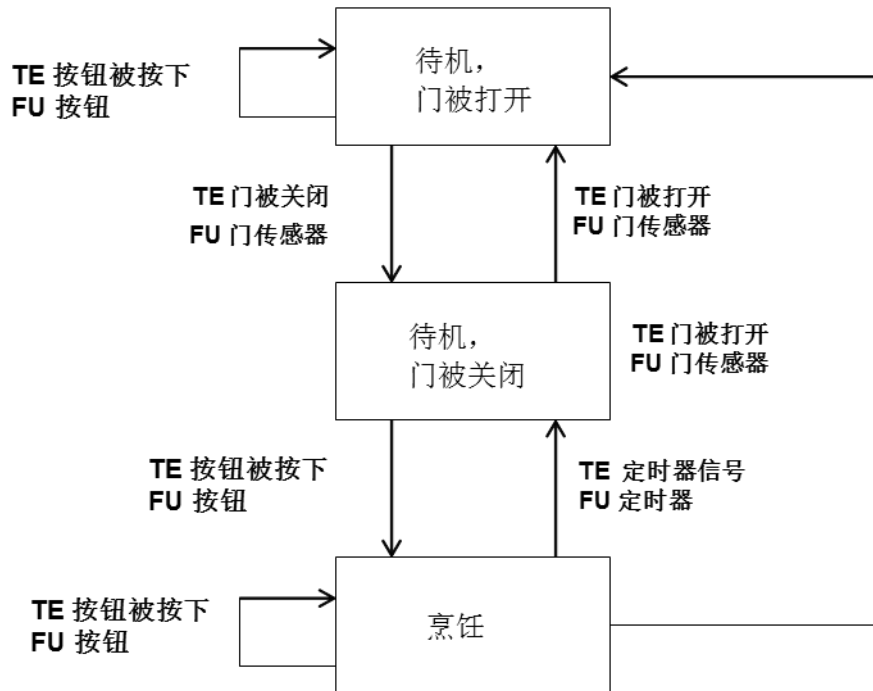 待机，
门被打开
TE 按钮被按下
FU 按钮
TE 门被关闭
FU 门传感器
TE 门被打开
FU 门传感器
待机，
门被关闭
TE 门被打开
FU 门传感器
TE 按钮被按下
FU 按钮
TE 定时器信号
FU 定时器
TE 按钮被按下
FU 按钮
烹饪